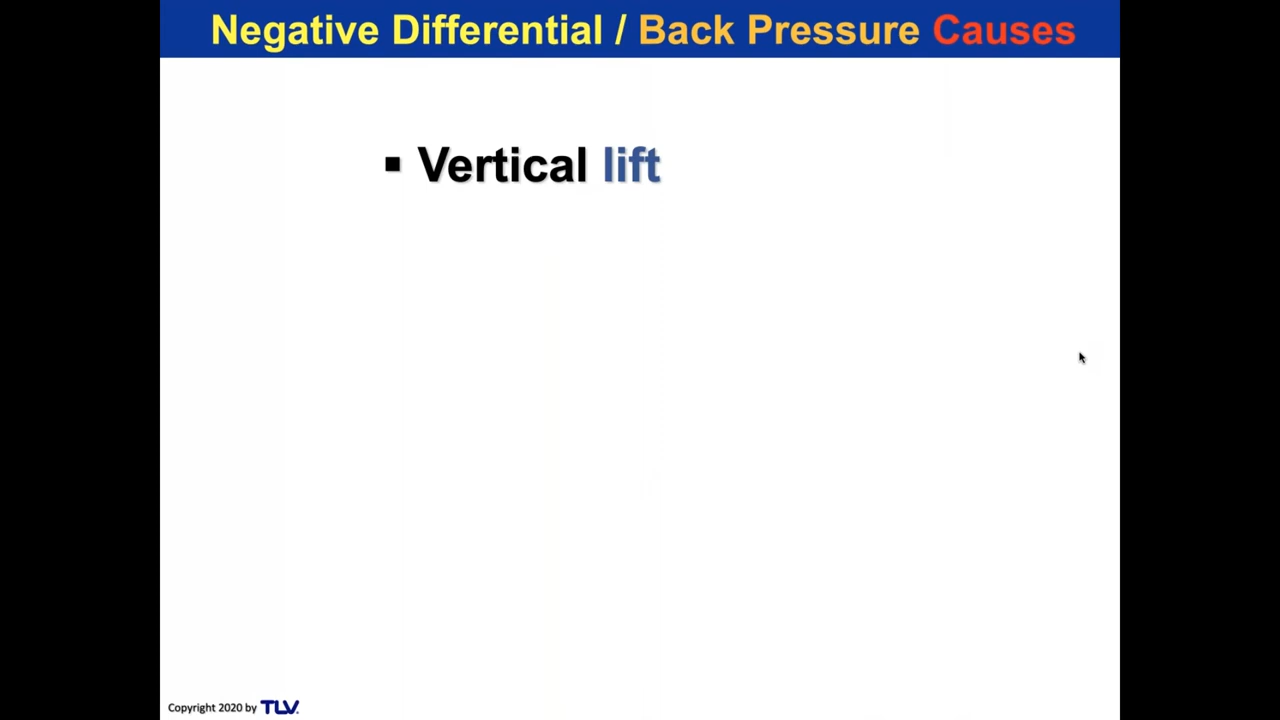 Negative Differential / Back Pressure Causes
▪ Vertical lift
Copyright 2020 by TLV.